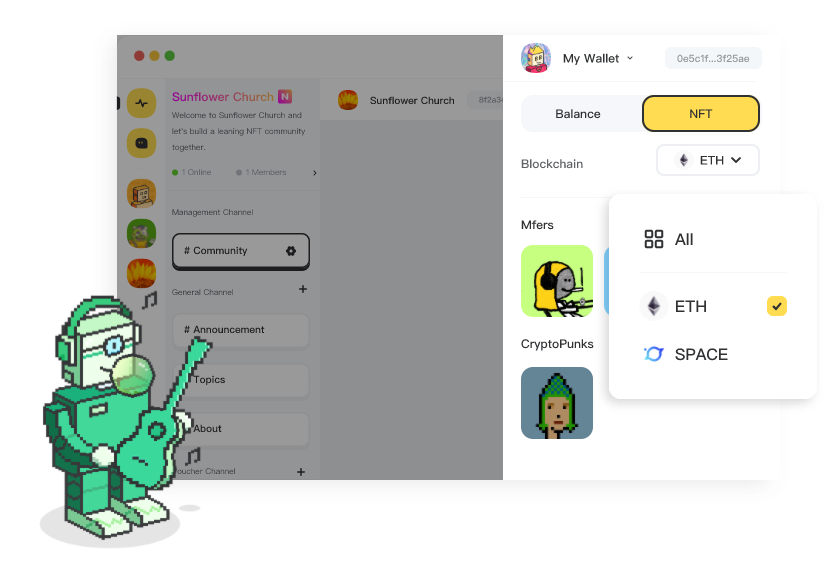 My Wallet
0e5c1f...3f25ae
Sunflower Church N
Welcome to Sunflower Church and
let's build a leaning NFT community
together.
1 Online
1 Members
Sunflower Church
Balance
NFT
Blockchain
ETH
Management Channel
# Community
General Channel
+
# Announcement
Topics
About
oucher Channel
+
Mfers
CryptoPunks
All
ETH
SPACE